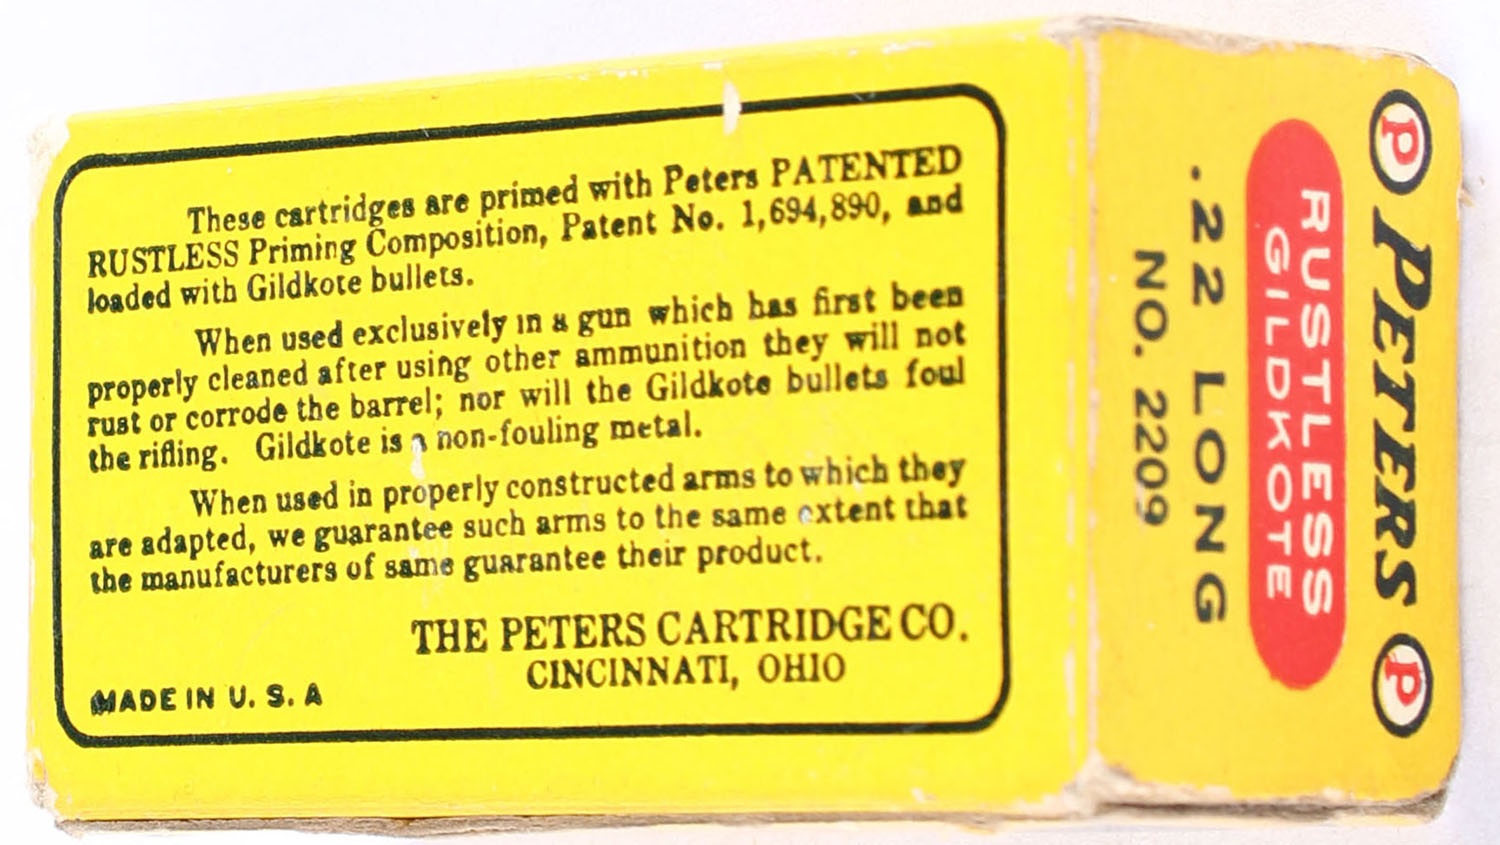 These cartridges are primed with Peters PATENTED
RUSTLESS Priming Composition, Patent No. 1,694,890, and
loaded with Gildkote bullets.
When used exclusively in a gun which has first been
properly cleaned after using other ammunition they will not
rust or corrode the barrel; nor will the Gildkote bullets foul
the rifling. Gildkote is a non-fouling metal.
When used in properly constructed arms to which they
are adapted, we guarantee such arms to the same extent that
the manufacturers of same guarantee their product.
THE PETERS CARTRIDGE CO.
CINCINNATI, OHIO
MADE IN U. S. A
P PETERS P
RUSTLESS
GILDKOTE
.22 LONG
NO. 2209